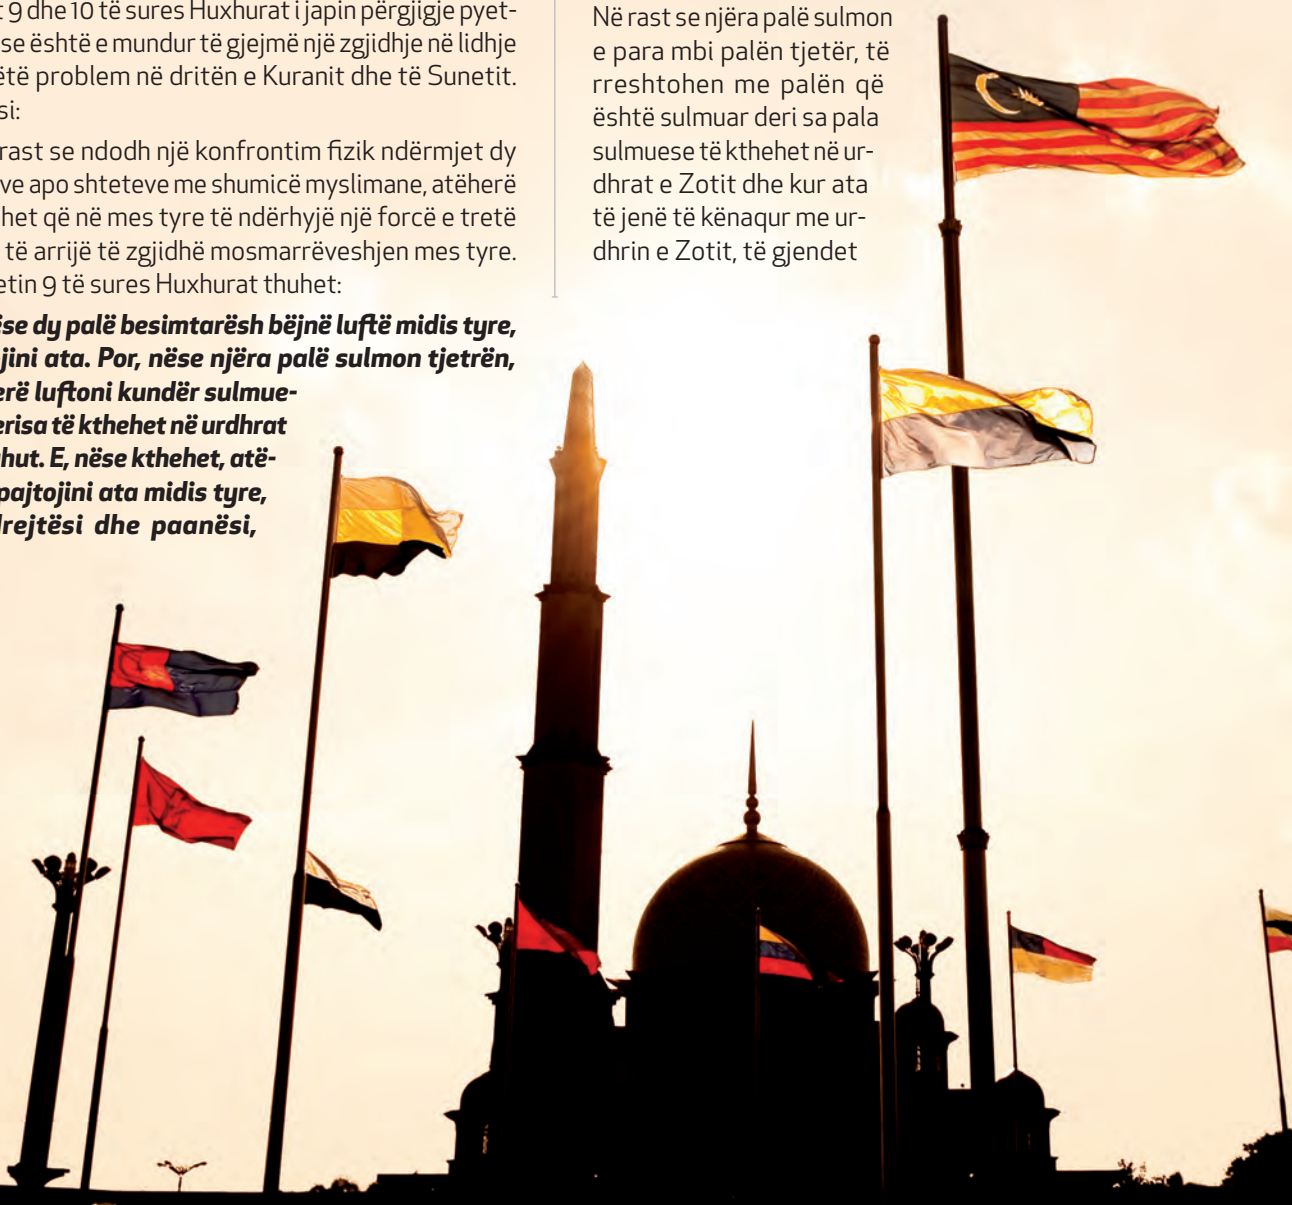 9 dhe 10 të sures Huxhurat i japin përgjigje pyet-
se është e mundur të gjejmë një zgjidhje në lidhje
problem në dritën e Kuranit dhe të Sunetit.
si:
rast se ndodh një konfrontim fizik ndërmjet dy
ve apo shteteve me shumicë myslimane, atëherë
het që në mes tyre të ndërhyjë një forcë e tretë
të arrijë të zgjidhë mosmarrëveshjen mes tyre.
etin 9 të sures Huxhurat thuhet:
ëse dy palë besimtarësh bëjnë luftë midis tyre,
jini ata. Por, nëse njëra palë sulmon tjetrën,
erë luftoni kundër sulmue-
erisa të kthehet në urdhrat
hut. E, nëse kthehet, atë-
pajtojini ata midis tyre,
drejtësi dhe paanësi,
Në rast se njëra palë sulmon
e para mbi palën tjetër, të
rreshtohen me palën që
është sulmuar deri sa pala
sulmuese të kthehet në ur-
dhrat e Zotit dhe kur ata
të jenë të kënaqur me ur-
dhrin e Zotit, të gjendet